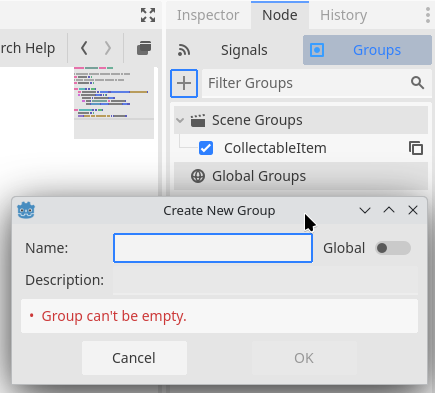 Inspector Node History
rch Help
Signals Groups
Filter Groups
Scene Groups
CollectableItem
Global Groups
Create New Group
Name: Global
Description:
• Group can't be empty.
Cancel OK